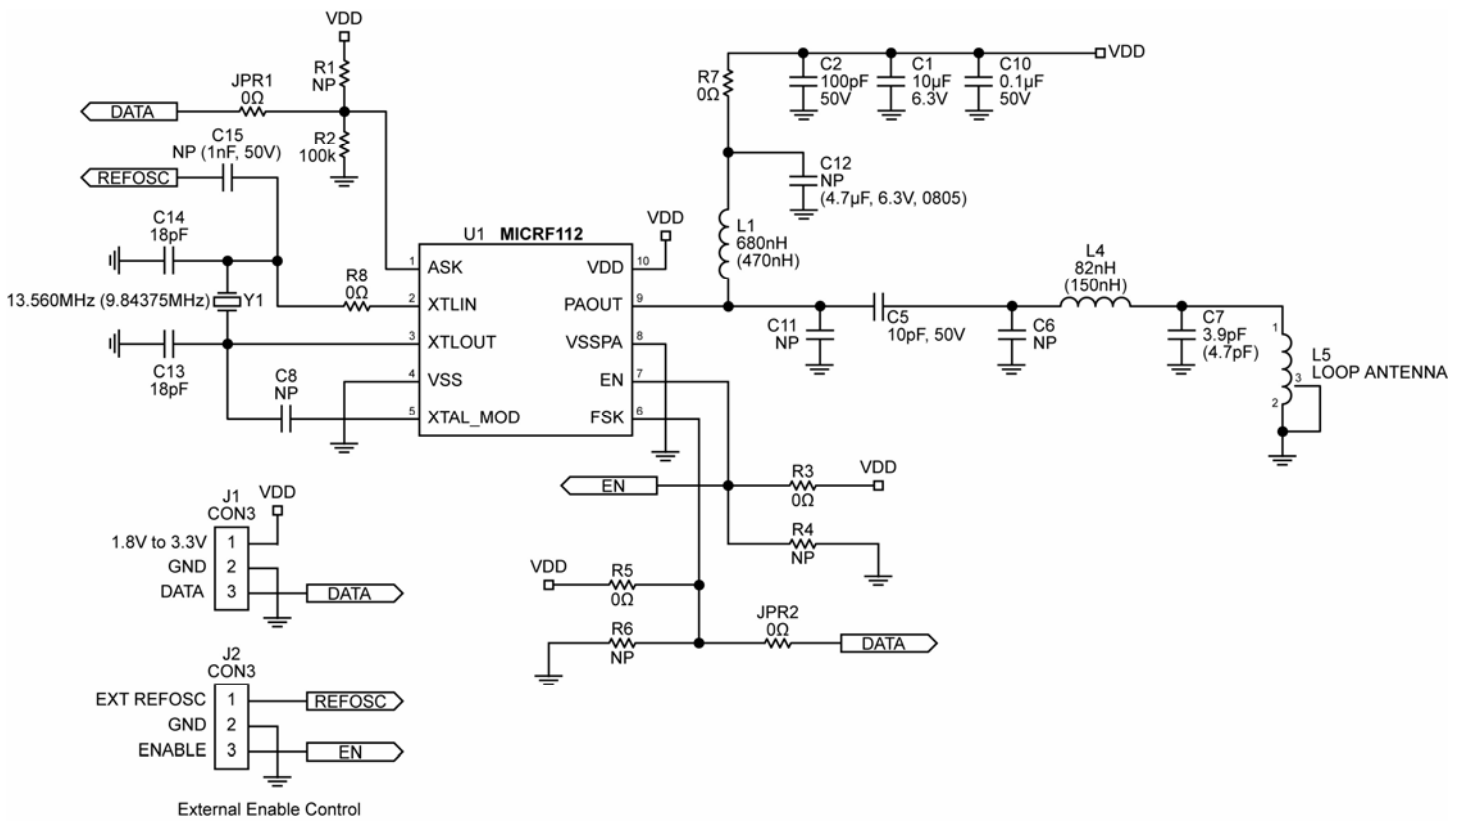 VDD
R1
NP
JPR1
0Ω
DATA
R2
100k
C15
NP (1nF, 50V)
REFOSC
C14
18pF
13.560MHz (9.84375MHz)
Y1
R8
0Ω
C13
18pF
C8
NP
U1 MICRF112
1 ASK
2 XTLIN
3 XTLOUT
4 VSS
5 XTAL_MOD
VDD 10
PAOUT 9
VSSPA 8
EN 7
FSK 6
VDD
R7
0Ω
C2
100pF
50V
C1
10µF
6.3V
C10
0.1µF
50V
VDD
C12
NP
(4.7µF, 6.3V, 0805)
L1
680nH
(470nH)
C11
NP
C5
10pF, 50V
C6
NP
L4
82nH
(150nH)
C7
3.9pF
(4.7pF)
1
L5
LOOP ANTENNA
3
2
EN
R3
0Ω
VDD
R4
NP
VDD
R5
0Ω
R6
NP
JPR2
0Ω
DATA
J1
CON3
VDD
1.8V to 3.3V 1
GND 2
DATA 3
DATA
J2
CON3
EXT REFOSC 1
REFOSC
GND 2
ENABLE 3
EN
External Enable Control